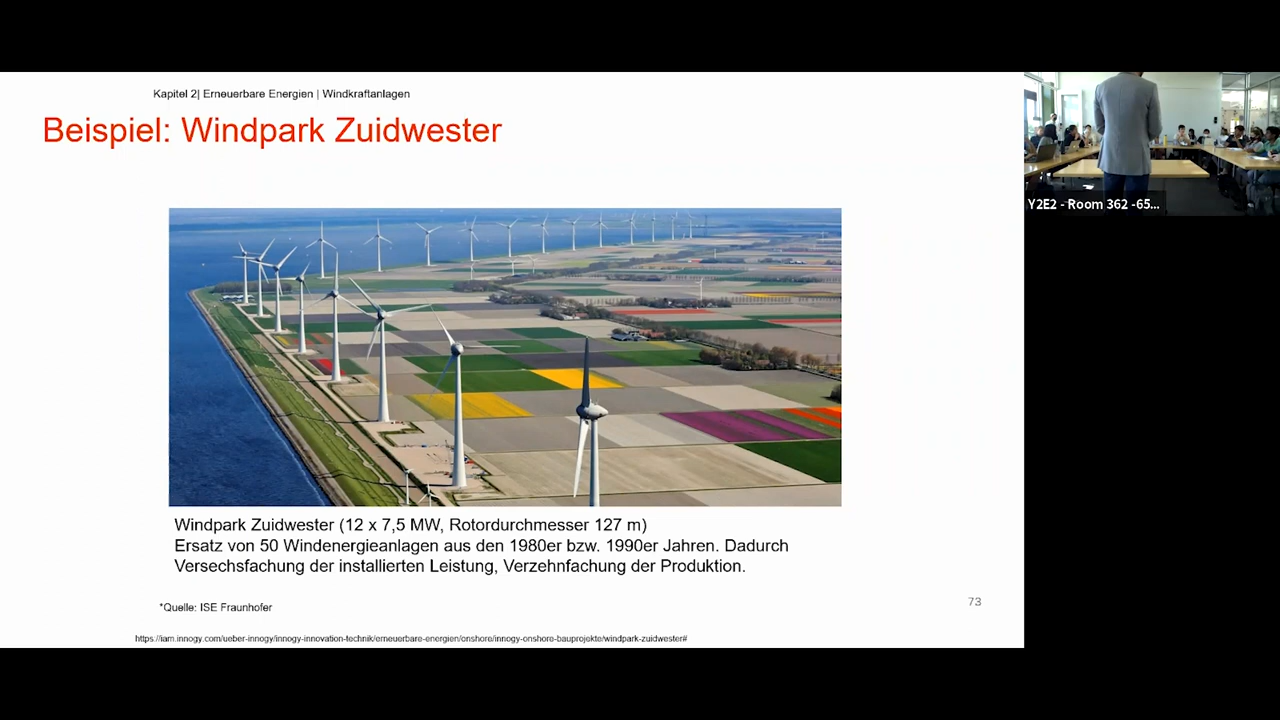 Kapitel 2| Erneuerbare Energien | Windkraftanlagen
Beispiel: Windpark Zuidwester
Y2E2 - Room 362 -65...
Windpark Zuidwester (12 x 7,5 MW, Rotordurchmesser 127 m)
Ersatz von 50 Windenergieanlagen aus den 1980er bzw. 1990er Jahren. Dadurch
Versechsfachung der installierten Leistung, Verzehnfachung der Produktion.
73
*Quelle: ISE Fraunhofer
https://iam.innogy.com/ueber-innogy/innogy-innovation-technik/erneuerbare-energien/onshore/innogy-onshore-bauprojekte/windpark-zuidwester#